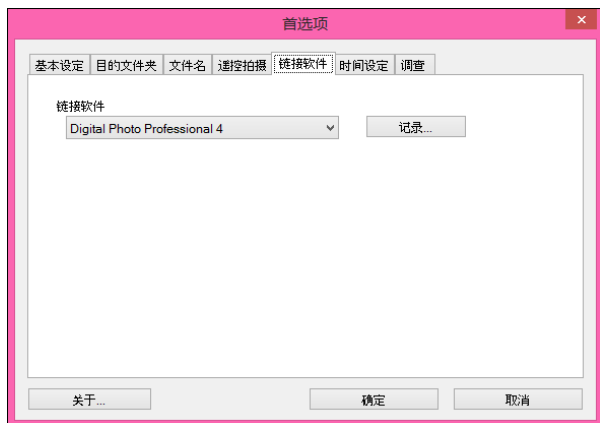 首选项
基本设定 目的文件夹 文件名 遥控拍摄 链接软件 时间设定 调查
链接软件
Digital Photo Professional 4 记录...
关于... 确定 取消